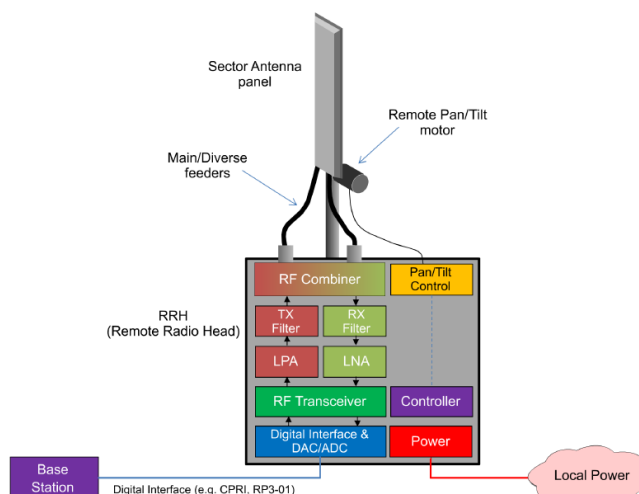 Sector Antenna
panel
Remote Pan/Tilt
motor
Main/Diverse
feeders
RRH
(Remote Radio Head)
RF Combiner
Pan/Tilt
Control
TX
Filter
RX
Filter
LPA
LNA
RF Transceiver
Controller
Digital Interface &
DAC/ADC
Power
Base
Station
Digital Interface (e.g. CPRI, RP3-01)
Local Power